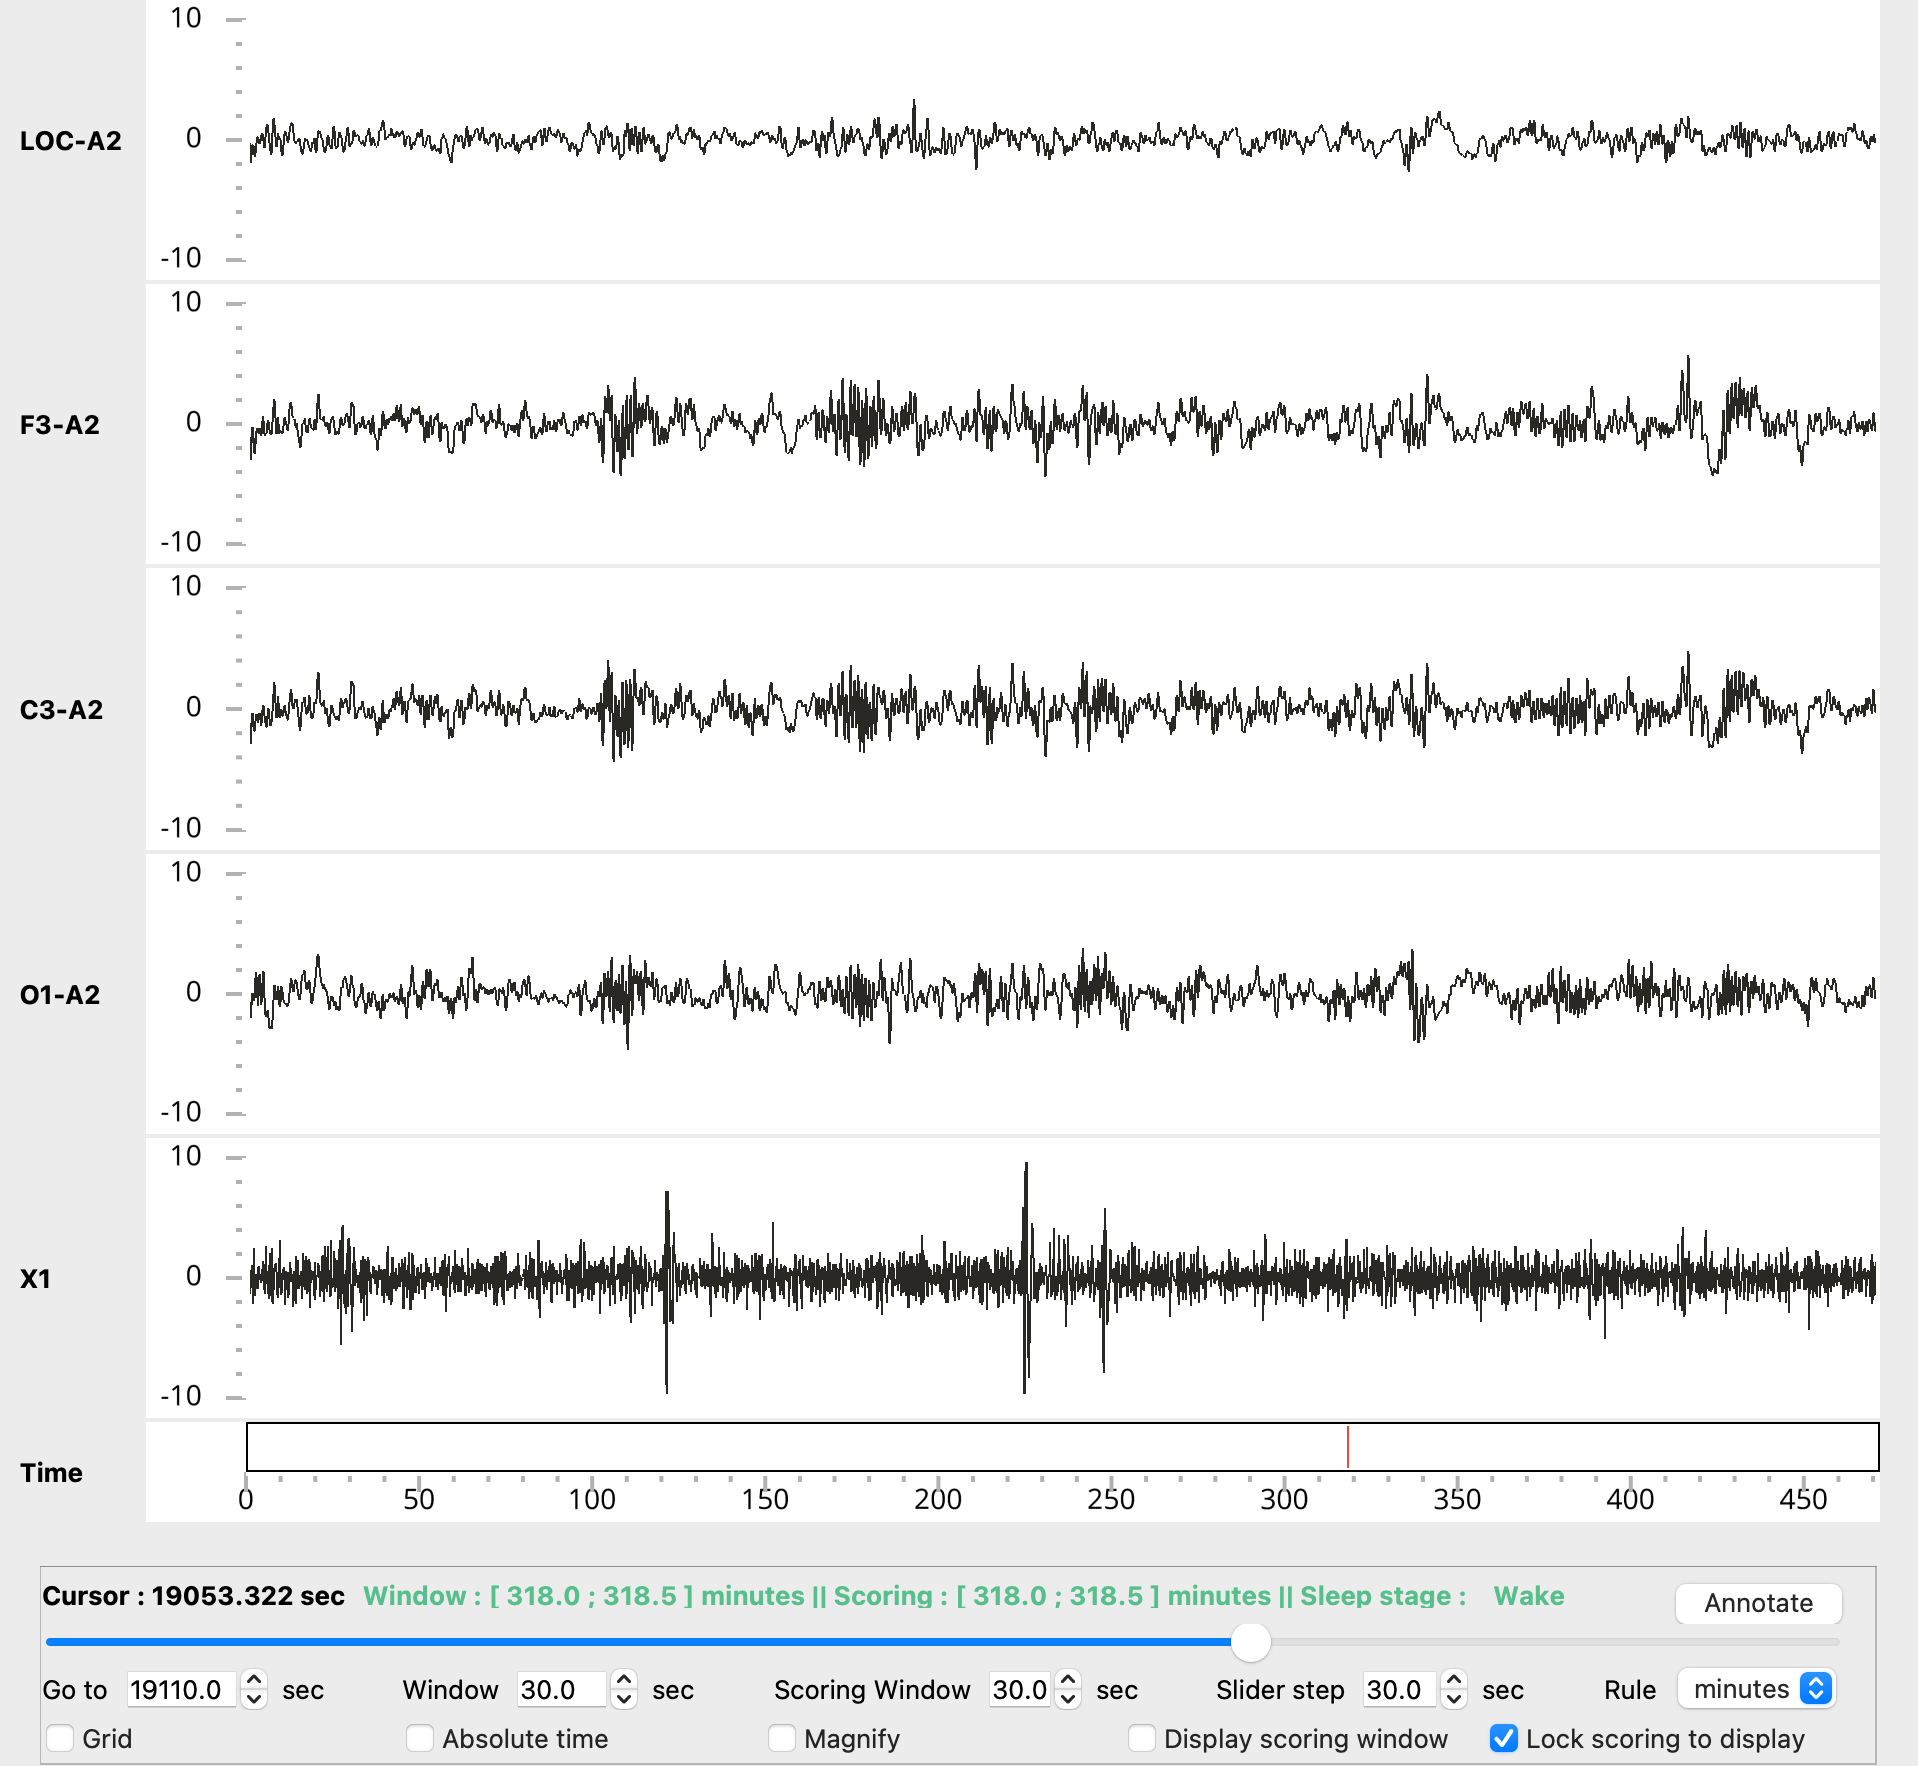 10
LOC-A2 0
-10
10
F3-A2 0
-10
10
C3-A2 0
-10
10
O1-A2 0
-10
10
X1 0
-10
Time
0 50 100 150 200 250 300 350 400 450
Cursor : 19053.322 sec Window : [ 318.0 ; 318.5 ] minutes || Scoring : [ 318.0 ; 318.5 ] minutes || Sleep stage : Wake Annotate
Go to 19110.0 sec Window 30.0 sec Scoring Window 30.0 sec Slider step 30.0 sec Rule minutes
Grid Absolute time Magnify Display scoring window Lock scoring to display